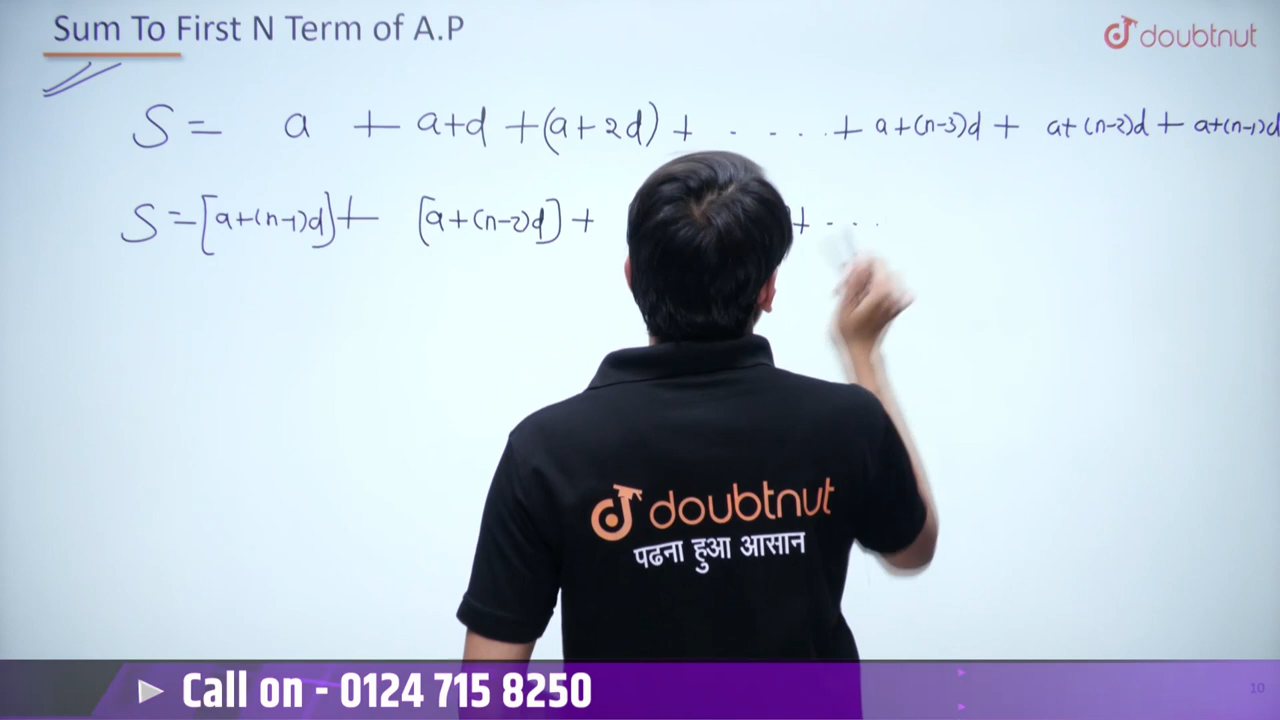 Sum To First N Term of A.P
doubtnut
S = a + a+d +(a+2d) + - - . . . + a+(n-3)d + a+(n-2)d + a+(n-1)d
S = [a+(n-1)d] + [a+(n-2)d] + + - . .
doubtnut
पढना हुआ आसान
Call on - 0124 715 8250
10